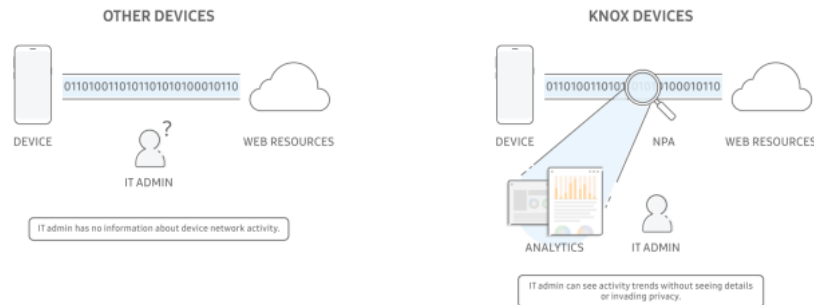 OTHER DEVICES
011010011010110101010100010110
?
DEVICE
WEB RESOURCES
IT ADMIN
IT admin has no information about device network activity.
KNOX DEVICES
0110100110101
0100010110
DEVICE
NPA
WEB RESOURCES
ANALYTICS
IT ADMIN
IT admin can see activity trends without seeing details
or invading privacy.